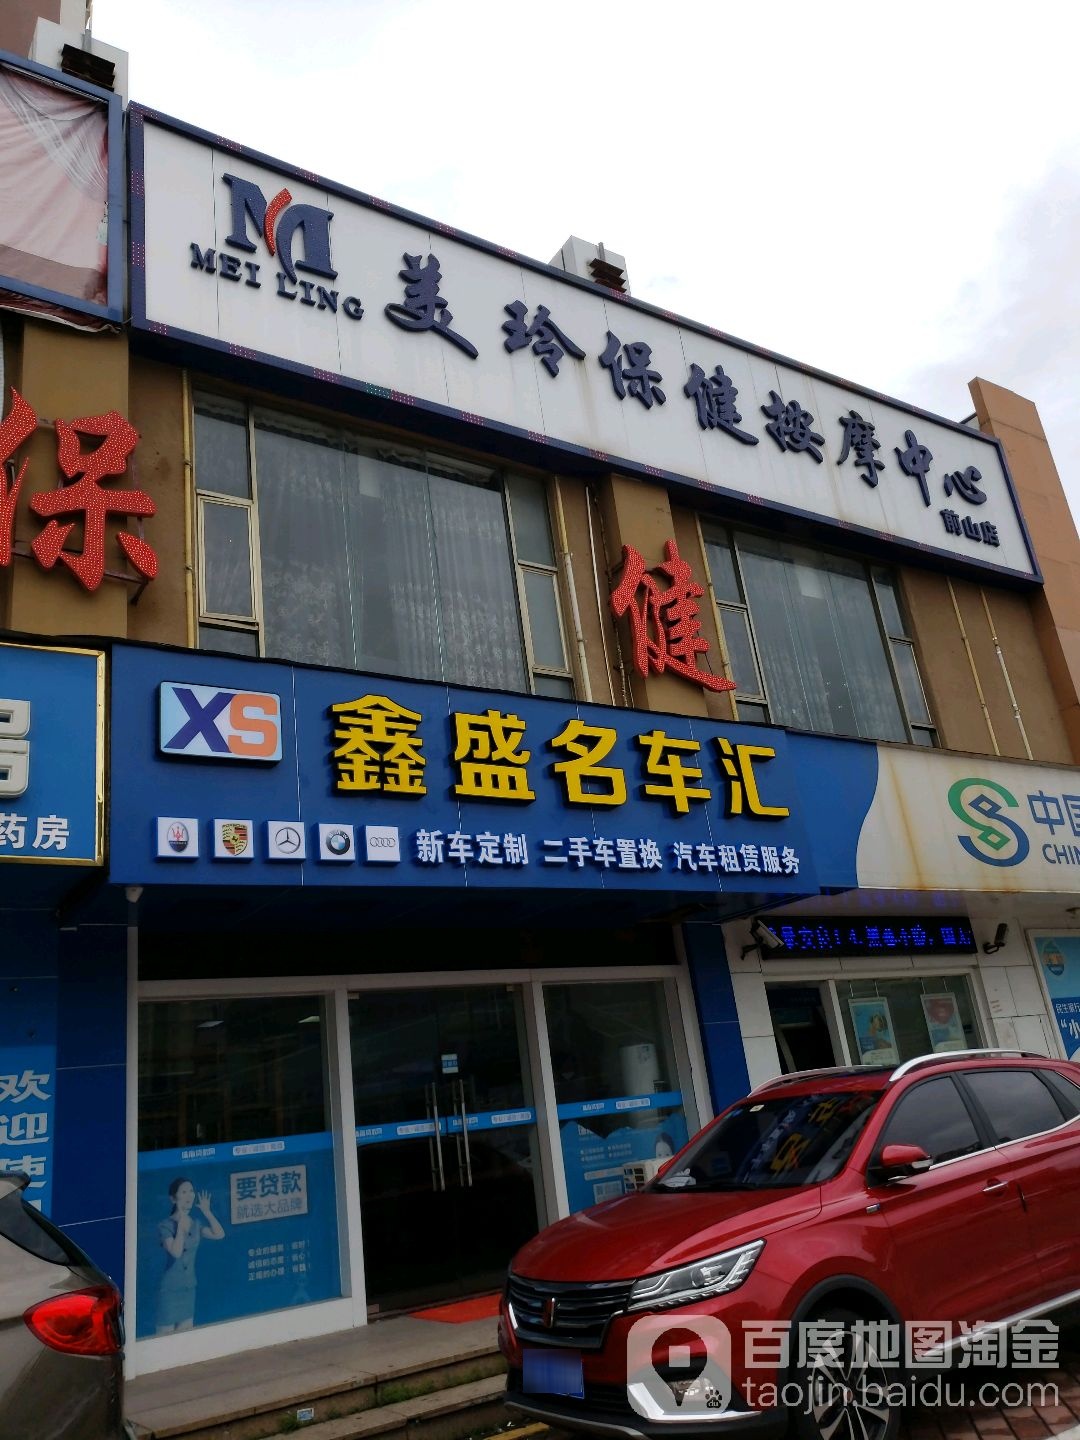 MEI LING
美玲保健按摩中心
前山店
保
健
XS
鑫盛名车汇
新车定制 二手车置换 汽车租赁服务
药房
中国
CHIN
欢迎
要贷款
就选大品牌
百度地图淘金
taojin.baidu.com